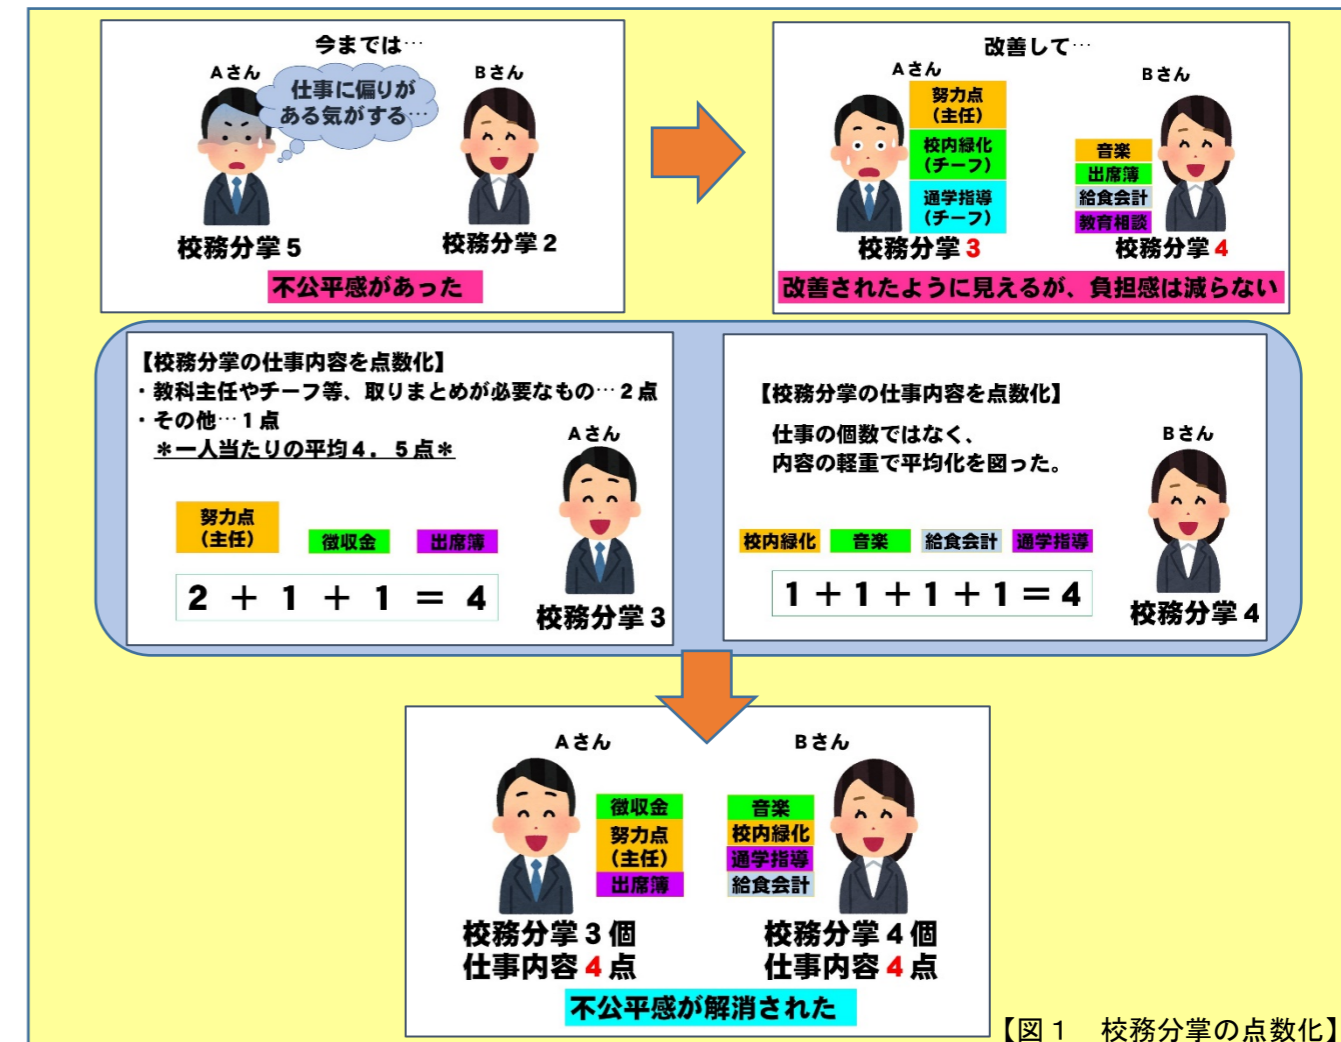 今までは…
Aさん
仕事に偏りが
ある気がする…
Bさん
校務分掌5
校務分掌2
不公平感があった
改善して…
Aさん
努力点
(主任)
校内緑化
(チーフ)
通学指導
(チーフ)
校務分掌3
Bさん
音楽
出席簿
給食会計
教育相談
校務分掌4
改善されたように見えるが、負担感は減らない
【校務分掌の仕事内容を点数化】
・教科主任やチーフ等、取りまとめが必要なもの…2点
・その他…1点
*一人当たりの平均4.5点*
Aさん
努力点
(主任)
徴収金
出席簿
2 + 1 + 1 = 4
校務分掌3
【校務分掌の仕事内容を点数化】
仕事の個数ではなく、
内容の軽重で平均化を図った。
Bさん
校内緑化 音楽 給食会計 通学指導
1+1+1+1=4
校務分掌4
Aさん
徴収金
努力点
(主任)
出席簿
校務分掌3個
仕事内容4点
Bさん
音楽
校内緑化
通学指導
給食会計
校務分掌4個
仕事内容4点
不公平感が解消された
【図1 校務分掌の点数化】